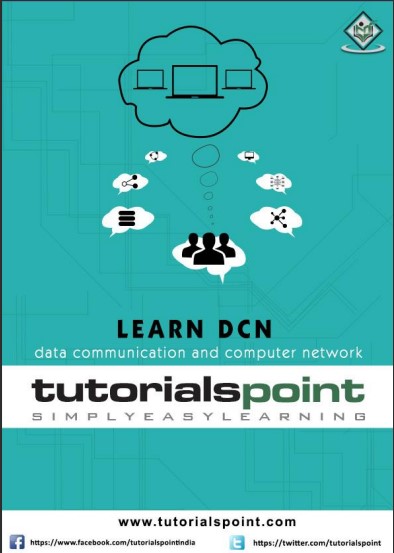 LEARN DCN
data communication and computer network
tutorialspoint
SIMPLYEASYLEARNING
www.tutorialspoint.com
https://www.facebook.com/tutorialspointindia
https://twitter.com/tutorialspoint